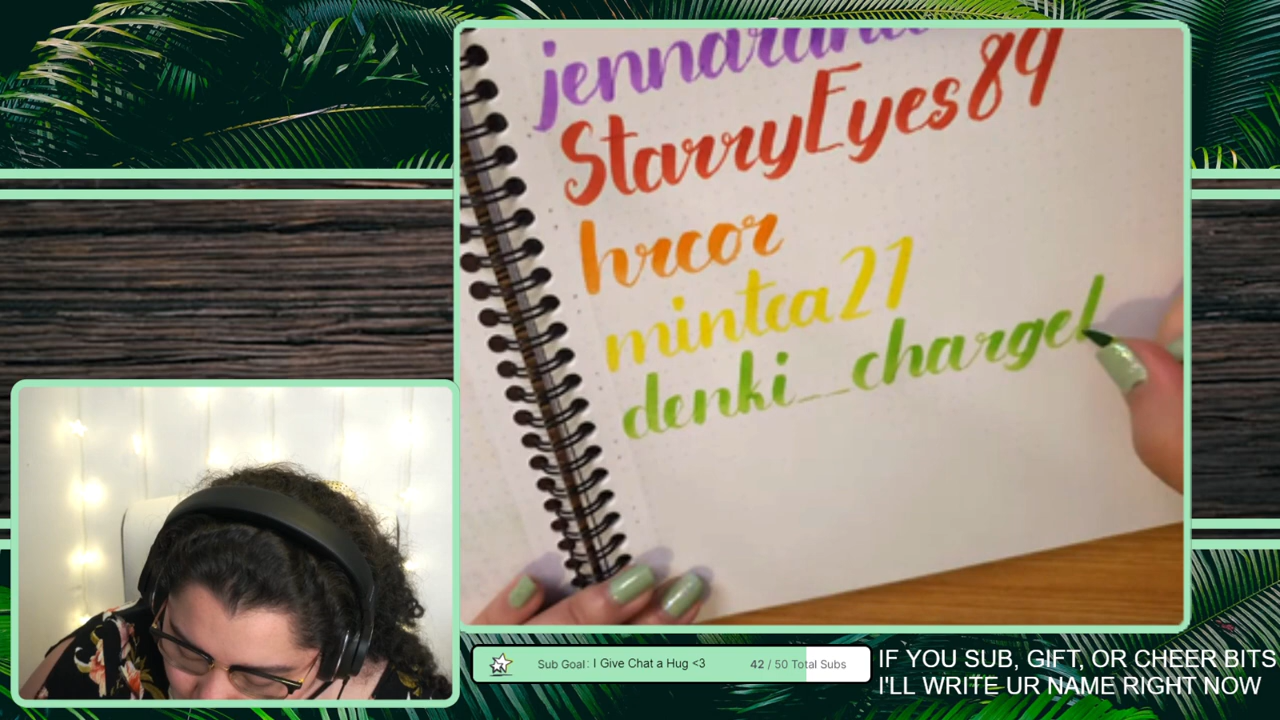 StarryEyes89
hrcor
mintea21
denki__charge
Sub Goal: I Give Chat a Hug <3
42 / 50 Total Subs
IF YOU SUB, GIFT, OR CHEER BITS
I'LL WRITE UR NAME RIGHT NOW